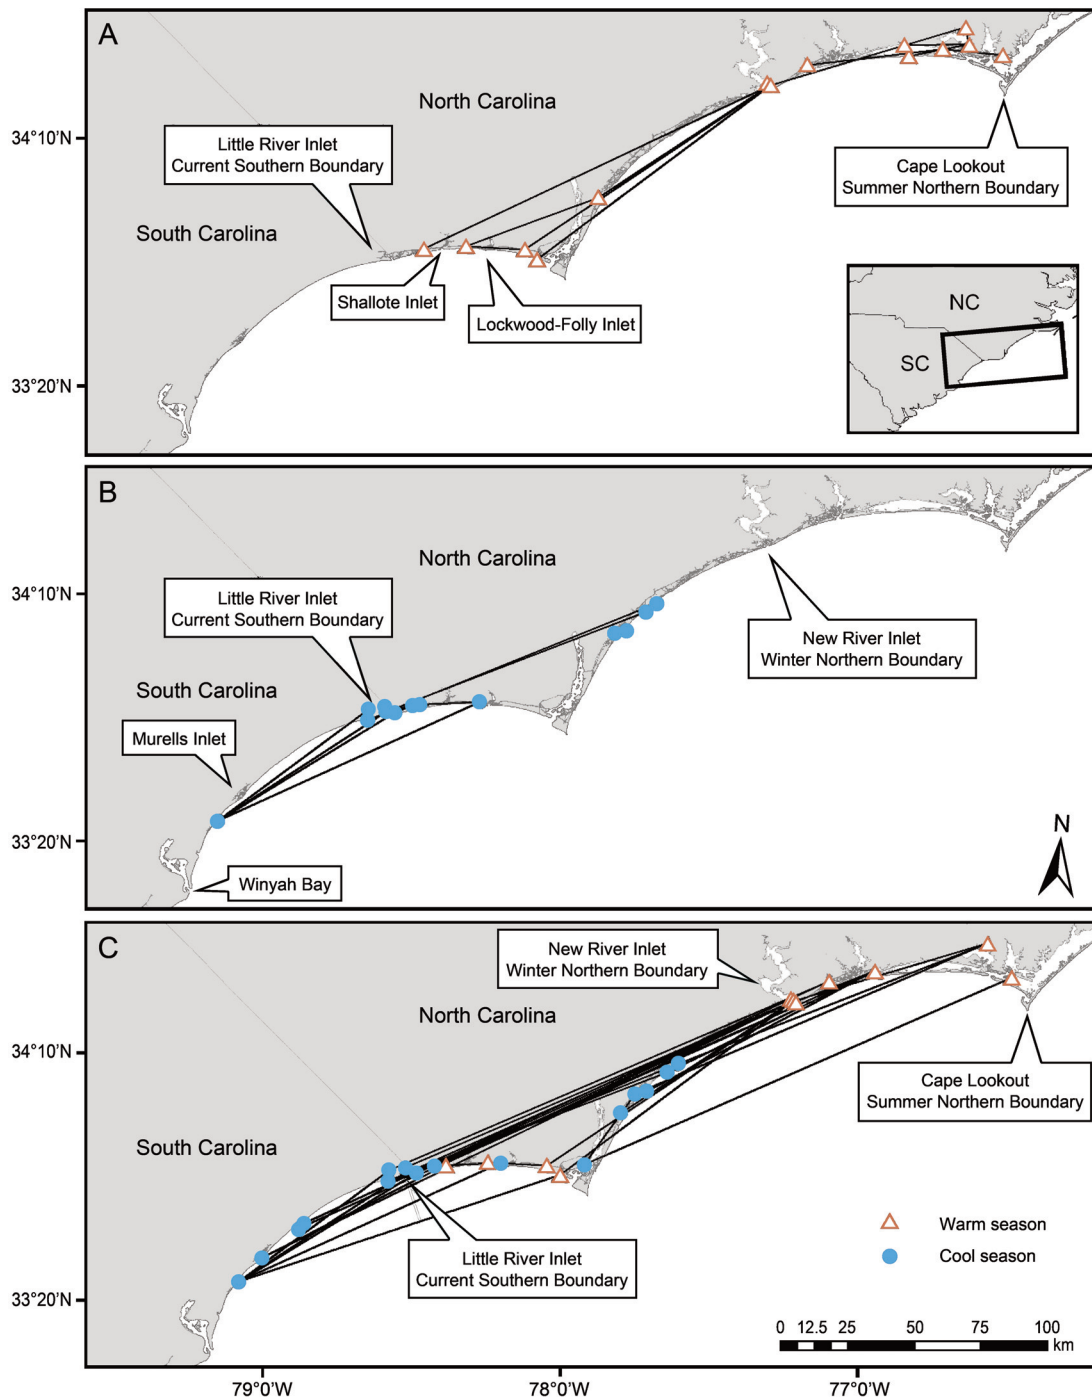 A
North Carolina
34°10'N
Little River Inlet
Current Southern Boundary
Cape Lookout
Summer Northern Boundary
South Carolina
Shallote Inlet
Lockwood-Folly Inlet
NC
SC
33°20'N
B
North Carolina
34°10'N
Little River Inlet
Current Southern Boundary
New River Inlet
Winter Northern Boundary
South Carolina
Murells Inlet
33°20'N
N
Winyah Bay
C
New River Inlet
Winter Northern Boundary
North Carolina
34°10'N
Cape Lookout
Summer Northern Boundary
South Carolina
Warm season
Little River Inlet
Current Southern Boundary
Cool season
33°20'N
0 12.5 25 50 75 100
km
79°0'W 78°0'W 77°0'W